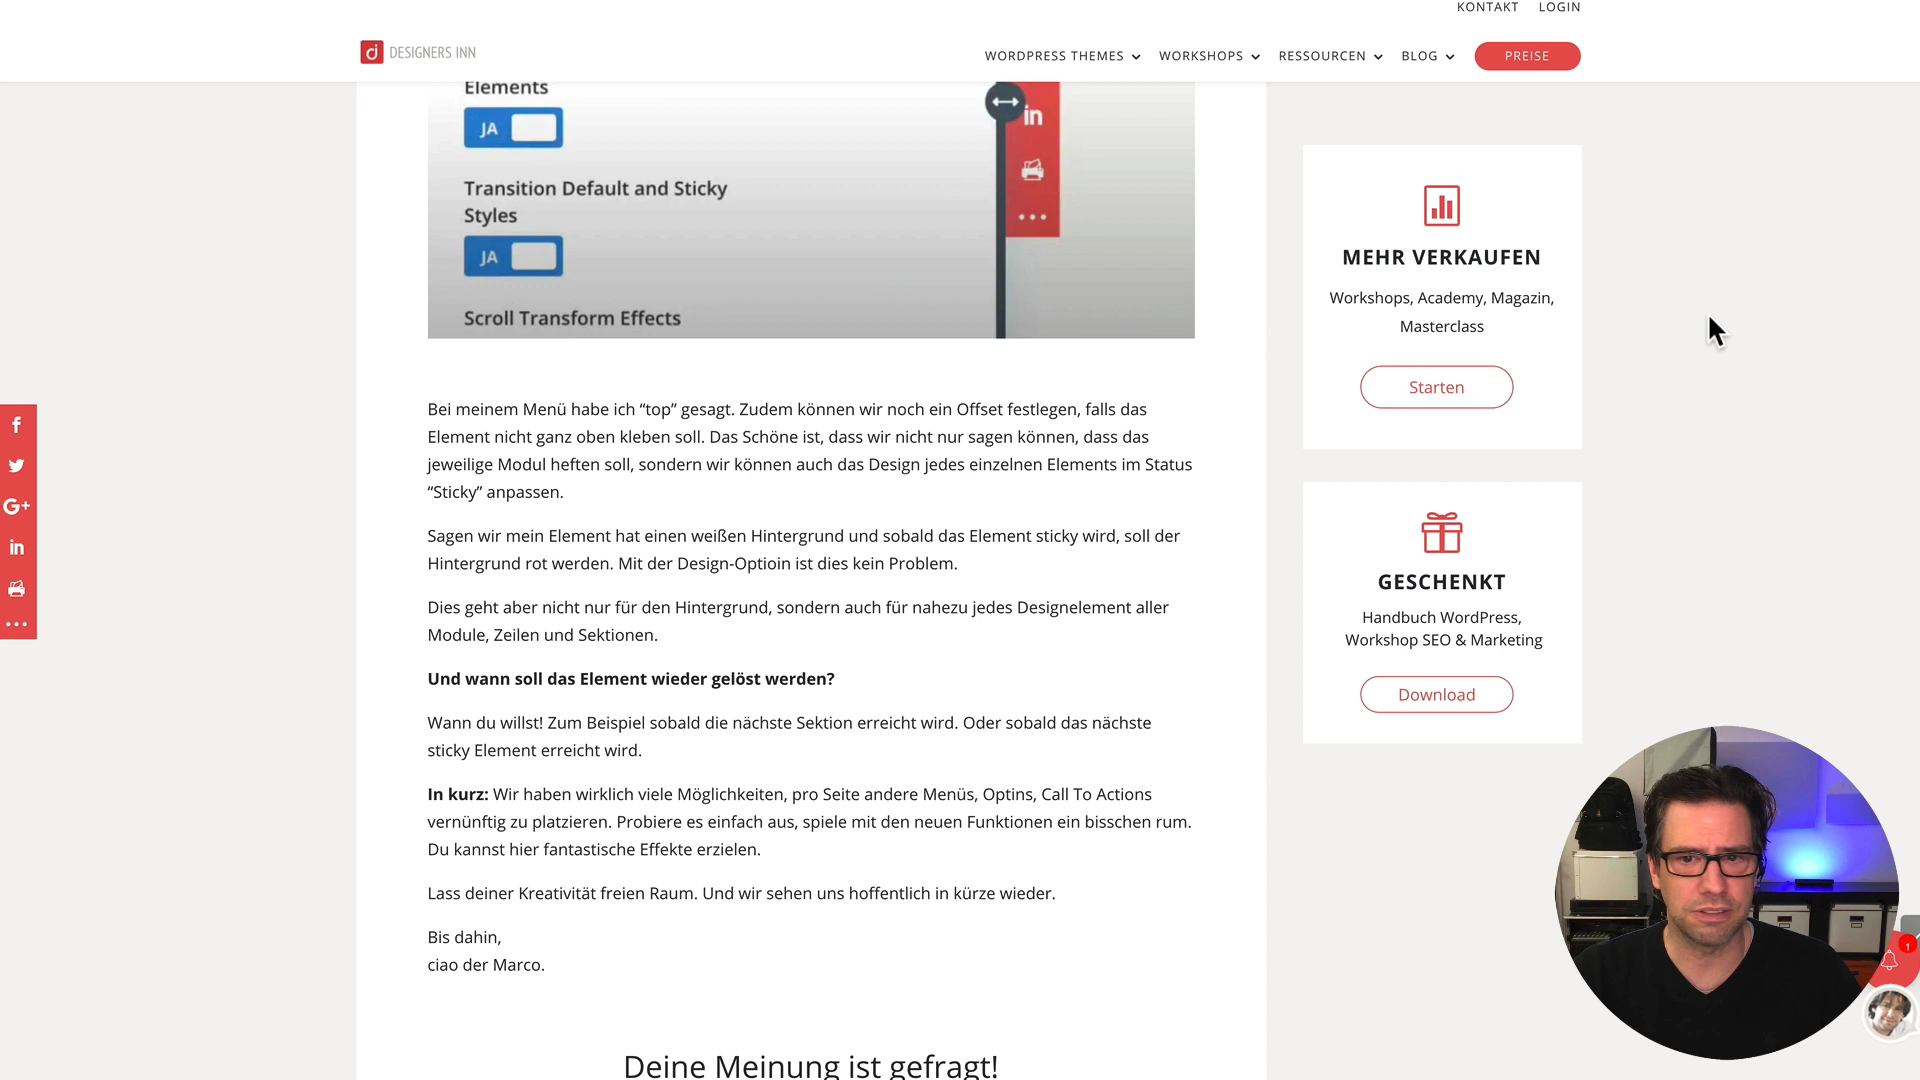 KONTAKT LOGIN
DESIGNERS INN
WORDPRESS THEMES WORKSHOPS RESSOURCEN BLOG PREISE
Elements
JA
Transition Default and Sticky
Styles
JA
Scroll Transform Effects
in
Bei meinem Menü habe ich “top” gesagt. Zudem können wir noch ein Offset festlegen, falls das
Element nicht ganz oben kleben soll. Das Schöne ist, dass wir nicht nur sagen können, dass das
jeweilige Modul heften soll, sondern wir können auch das Design jedes einzelnen Elements im Status
“Sticky” anpassen.
Sagen wir mein Element hat einen weißen Hintergrund und sobald das Element sticky wird, soll der
Hintergrund rot werden. Mit der Design-Optioin ist dies kein Problem.
Dies geht aber nicht nur für den Hintergrund, sondern auch für nahezu jedes Designelement aller
Module, Zeilen und Sektionen.
Und wann soll das Element wieder gelöst werden?
Wann du willst! Zum Beispiel sobald die nächste Sektion erreicht wird. Oder sobald das nächste
sticky Element erreicht wird.
In kurz: Wir haben wirklich viele Möglichkeiten, pro Seite andere Menüs, Optins, Call To Actions
vernünftig zu platzieren. Probiere es einfach aus, spiele mit den neuen Funktionen ein bisschen rum.
Du kannst hier fantastische Effekte erzielen.
Lass deiner Kreativität freien Raum. Und wir sehen uns hoffentlich in kürze wieder.
Bis dahin,
ciao der Marco.
Deine Meinung ist gefragt!
MEHR VERKAUFEN
Workshops, Academy, Magazin,
Masterclass
Starten
GESCHENKT
Handbuch WordPress,
Workshop SEO & Marketing
Download
f
G+
in
1